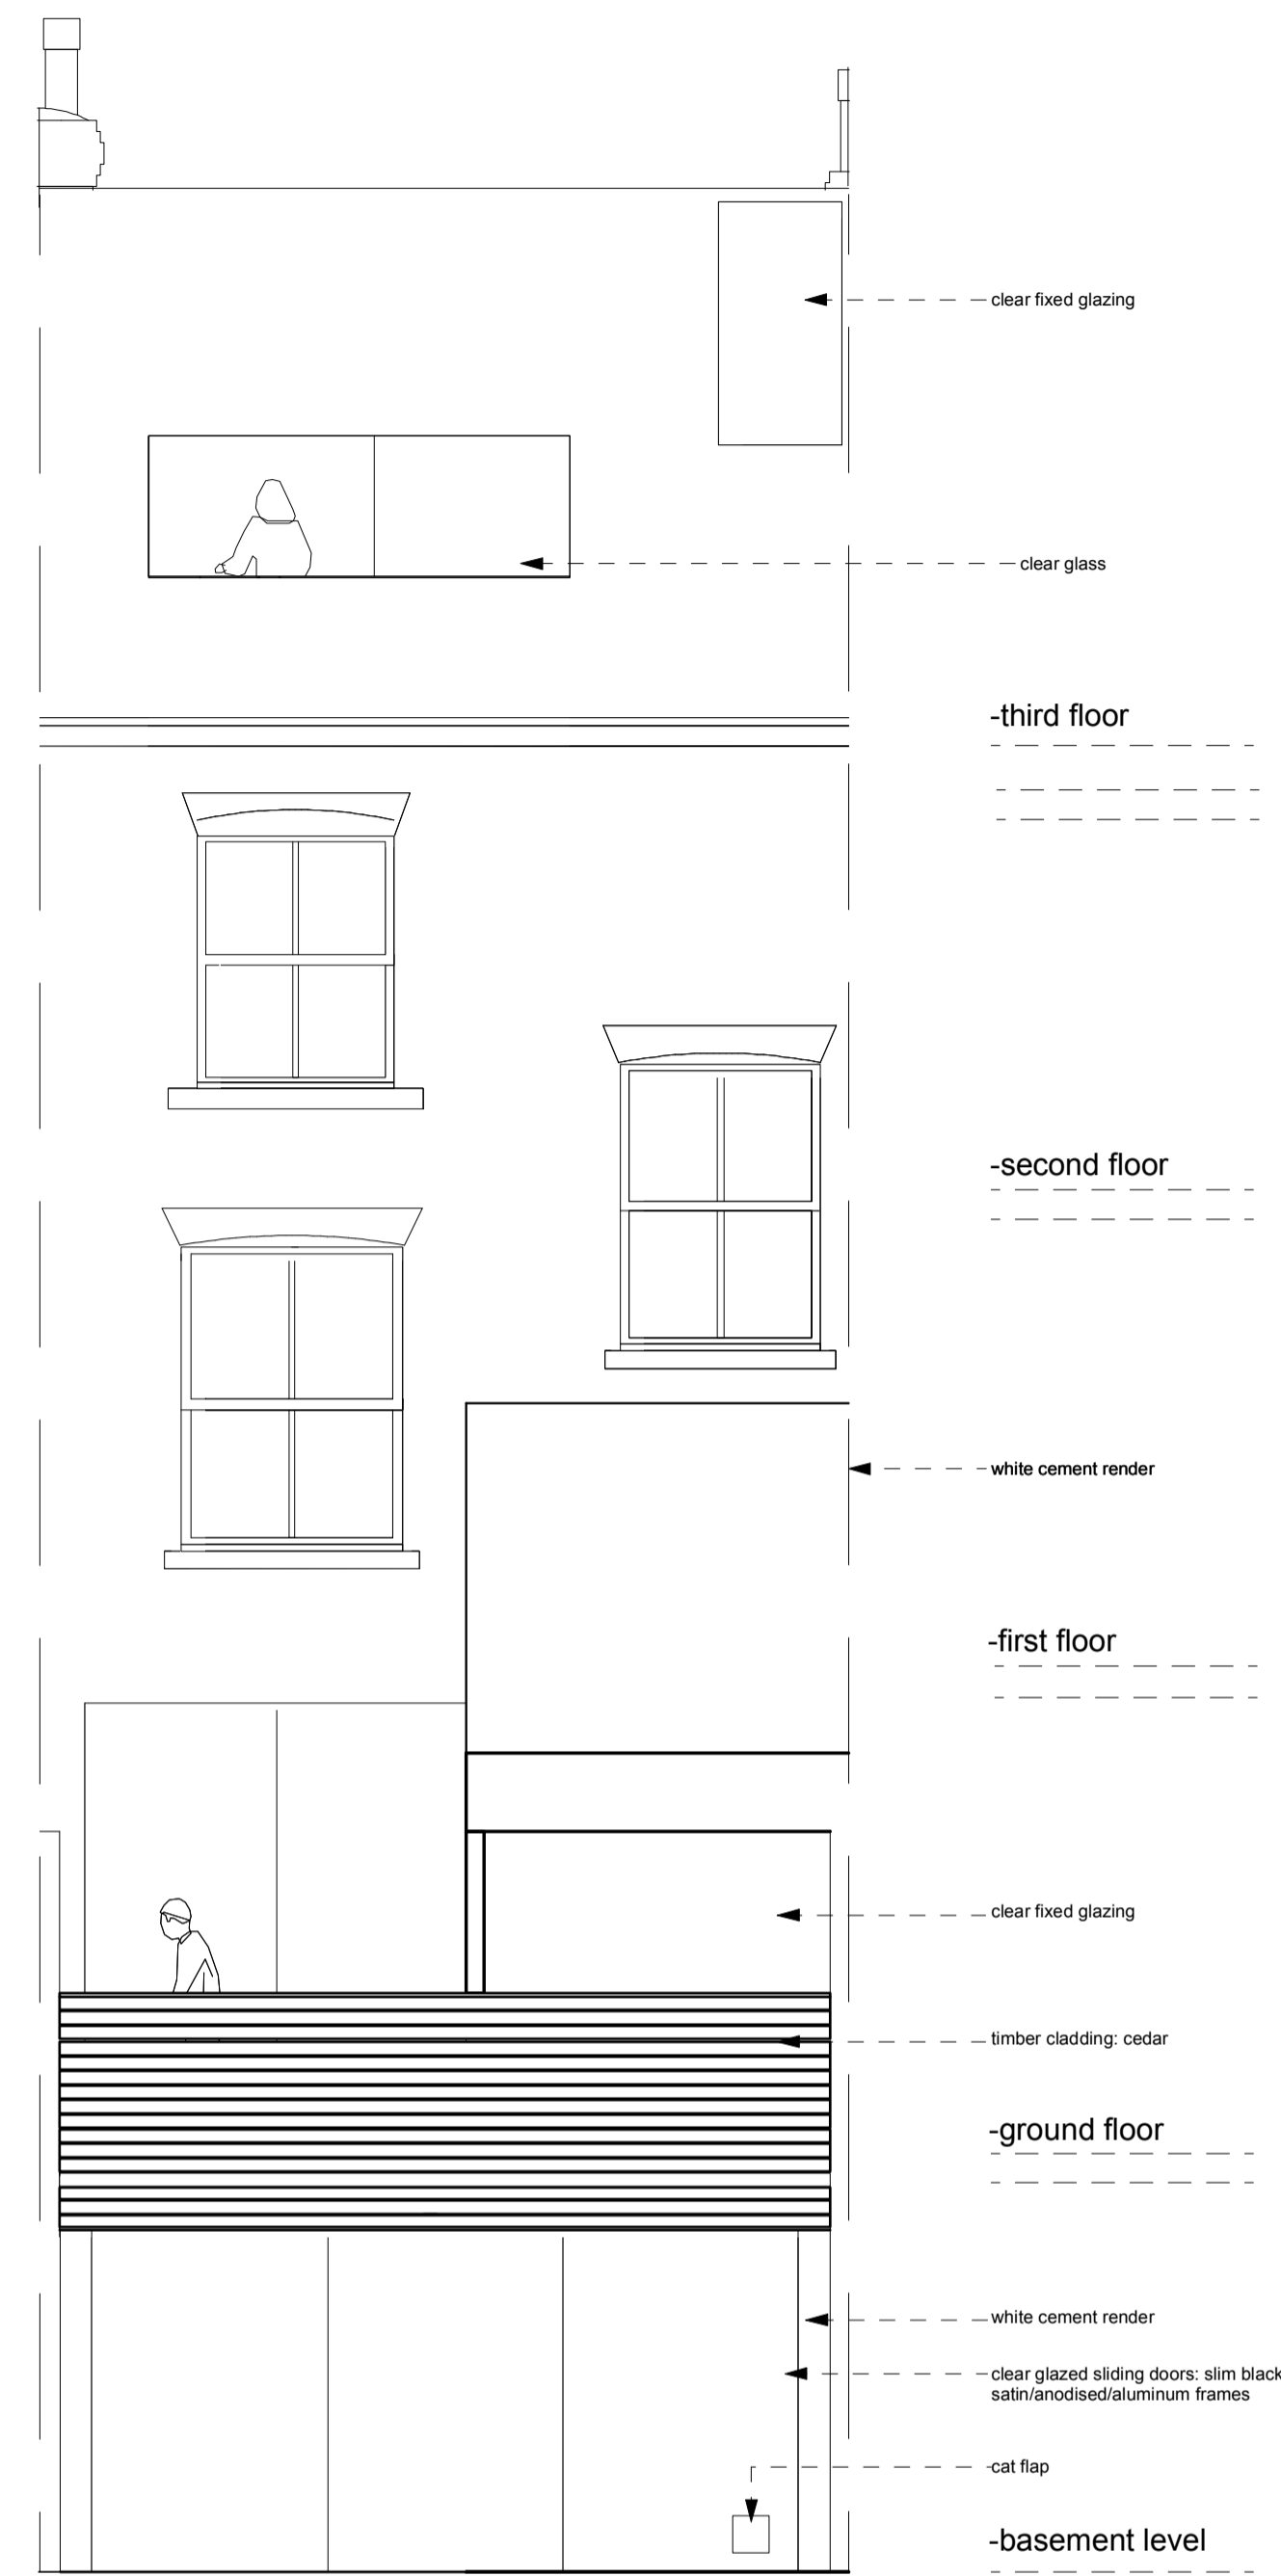 clear fixed glazing
clear glass
-third floor
-second floor
white cement render
-first floor
clear fixed glazing
timber cladding: cedar
-ground floor
white cement render
clear glazed sliding doors: slim black
satin/anodised/aluminum frames
cat flap
-basement level